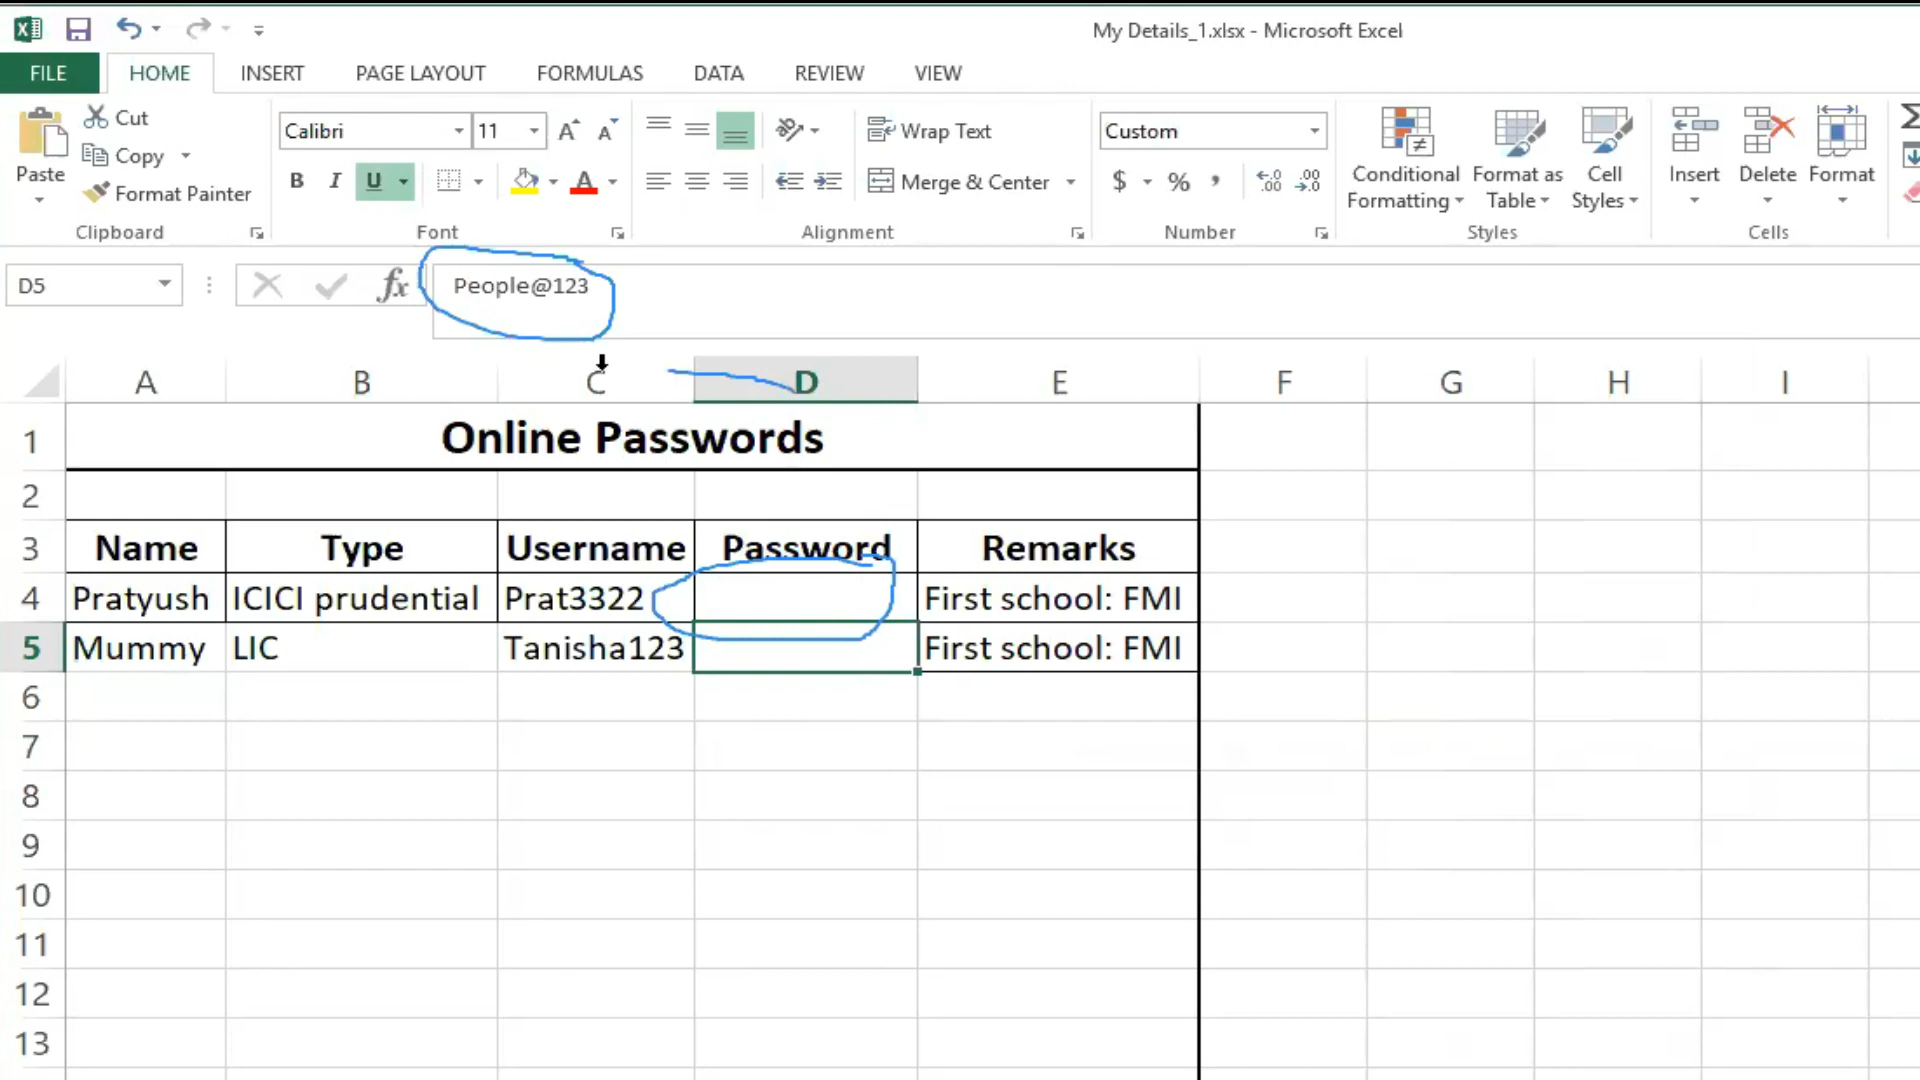 My Details_1.xlsx - Microsoft Excel
FILE HOME INSERT PAGE LAYOUT FORMULAS DATA REVIEW VIEW
Paste
Cut
Copy
Format Painter
Clipboard
Calibri 11
B I U
Font
Wrap Text
Merge & Center
Alignment
Custom
$ % ,
Number
Conditional Formatting
Format as Table
Cell Styles
Styles
Insert
Delete
Format
Cells
D5 fx People@123
A B C D E F G H I
1 Online Passwords
2
3 Name Type Username Password Remarks
4 Pratyush ICICI prudential Prat3322 First school: FMI
5 Mummy LIC Tanisha123 First school: FMI
6
7
8
9
10
11
12
13